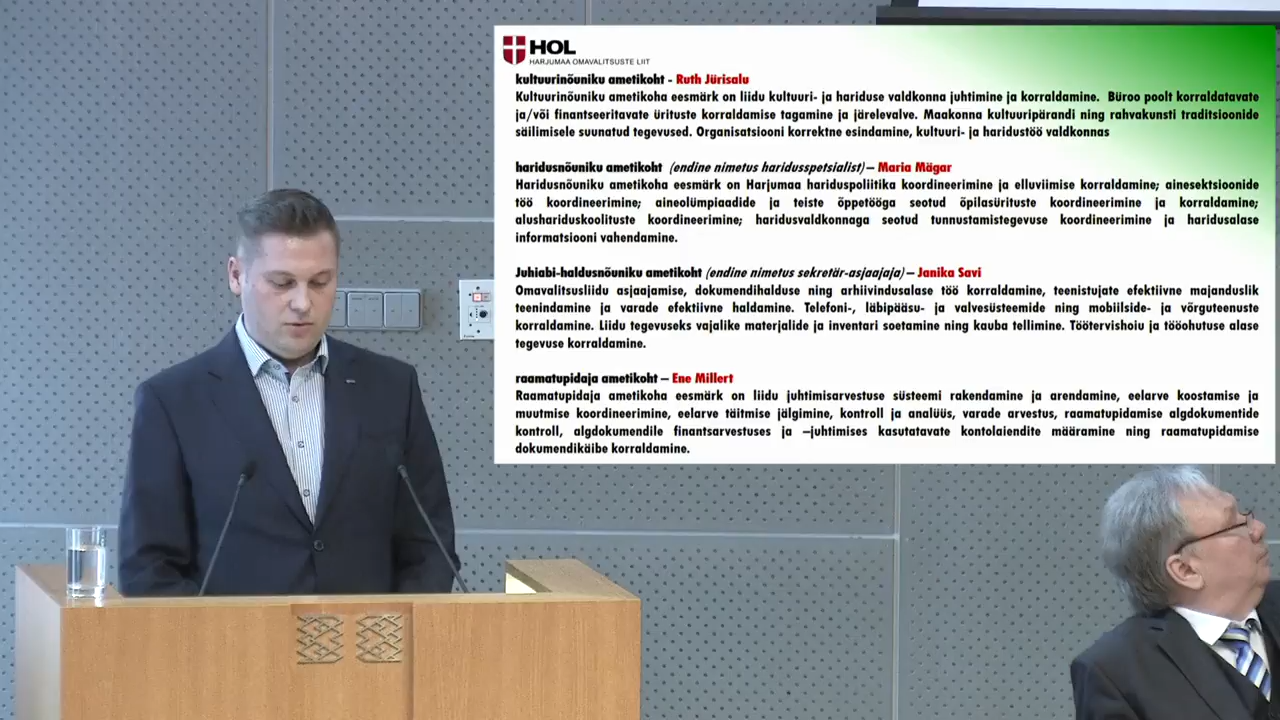 HOL
HARJUMAA OMAVALITSUSTE LIIT
kultuurinõuniku ametikoht - Ruth Jürisalu
Kultuurinõuniku ametikoha eesmärk on liidu kultuuri- ja hariduse valdkonna juhtimine ja korraldamine. Büroo poolt korraldatavate
ja/või finantseeritavate ürituste korraldamise tagamine ja järelevalve. Maakonna kultuuripärandi ning rahvakunsti traditsioonide
säilimisele suunatud tegevused. Organisatsiooni korrektne esindamine, kultuuri- ja haridustöö valdkonnas
haridusnõuniku ametikoht (endine nimetus haridusspetsialist) – Maria Mägar
Haridusnõuniku ametikoha eesmärk on Harjumaa hariduspoliitika koordineerimine ja elluviimise korraldamine; ainesektsioonide
töö koordineerimine; aineolümpiaadide ja teiste õppetööga seotud õpilasürituste koordineerimine ja korraldamine;
alushariduskoolituste koordineerimine; haridusvaldkonnaga seotud tunnustamistegevuse koordineerimine ja haridusalase
informatsiooni vahendamine.
Juhiabi-haldusnõuniku ametikoht (endine nimetus sekretär-asjaajaja) – Janika Savi
Omavalitsusliidu asjaajamise, dokumendihalduse ning arhiivindusalase töö korraldamine, teenistujate efektiivne majanduslik
teenindamine ja varade efektiivne haldamine. Telefoni-, läbipääsu- ja valvesüsteemide ning mobiilside- ja võrguteenuste
korraldamine. Liidu tegevuseks vajalike materjalide ja inventari soetamine ning kauba tellimine. Töötervishoiu ja tööohutuse alase
tegevuse korraldamine.
raamatupidaja ametikoht – Ene Millert
Raamatupidaja ametikoha eesmärk on liidu juhtimisarvestuse süsteemi rakendamine ja arendamine, eelarve koostamise ja
muutmise koordineerimine, eelarve täitmise jälgimine, kontroll ja analüüs, varade arvestus, raamatupidamise algdokumentide
kontroll, algdokumendile finantsarvestuses ja –juhtimises kasutatavate kontolaiendite määramine ning raamatupidamise
dokumendikäibe korraldamine.